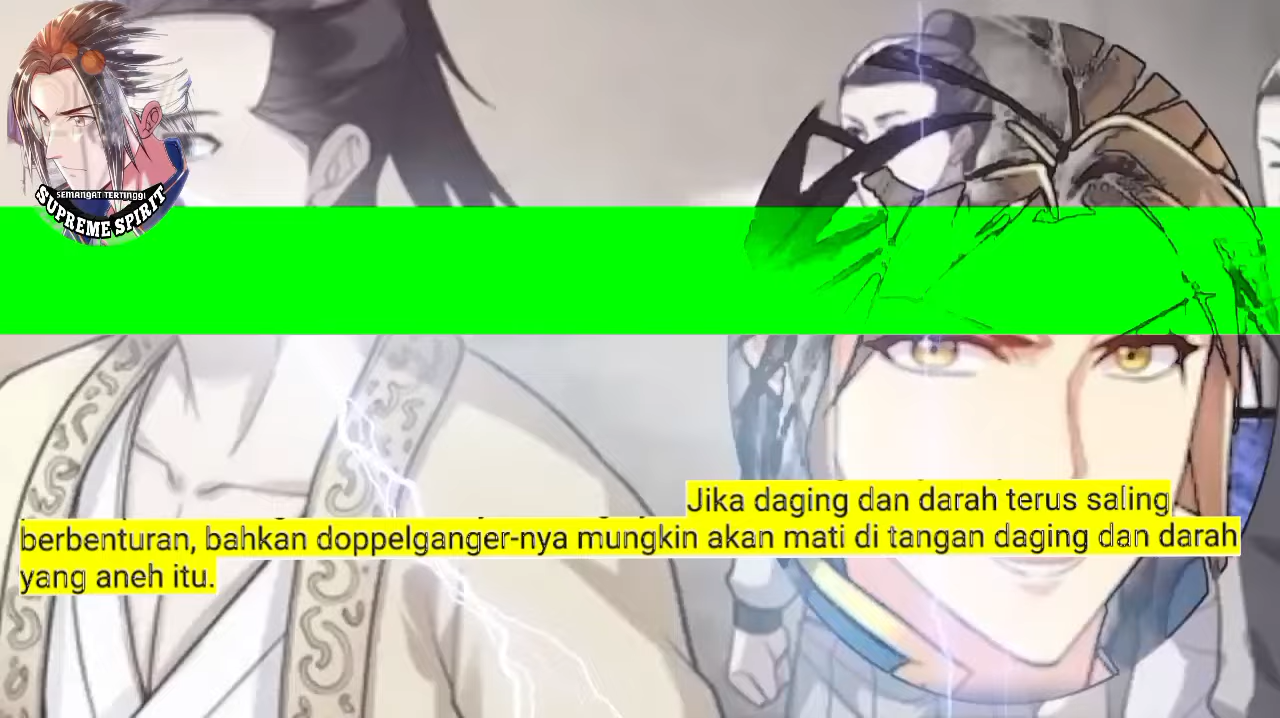 SEMANGAT TERTINGGI
SUPREME SPIRIT
Jika daging dan darah terus saling
berbenturan, bahkan doppelganger-nya mungkin akan mati di tangan daging dan darah
yang aneh itu.